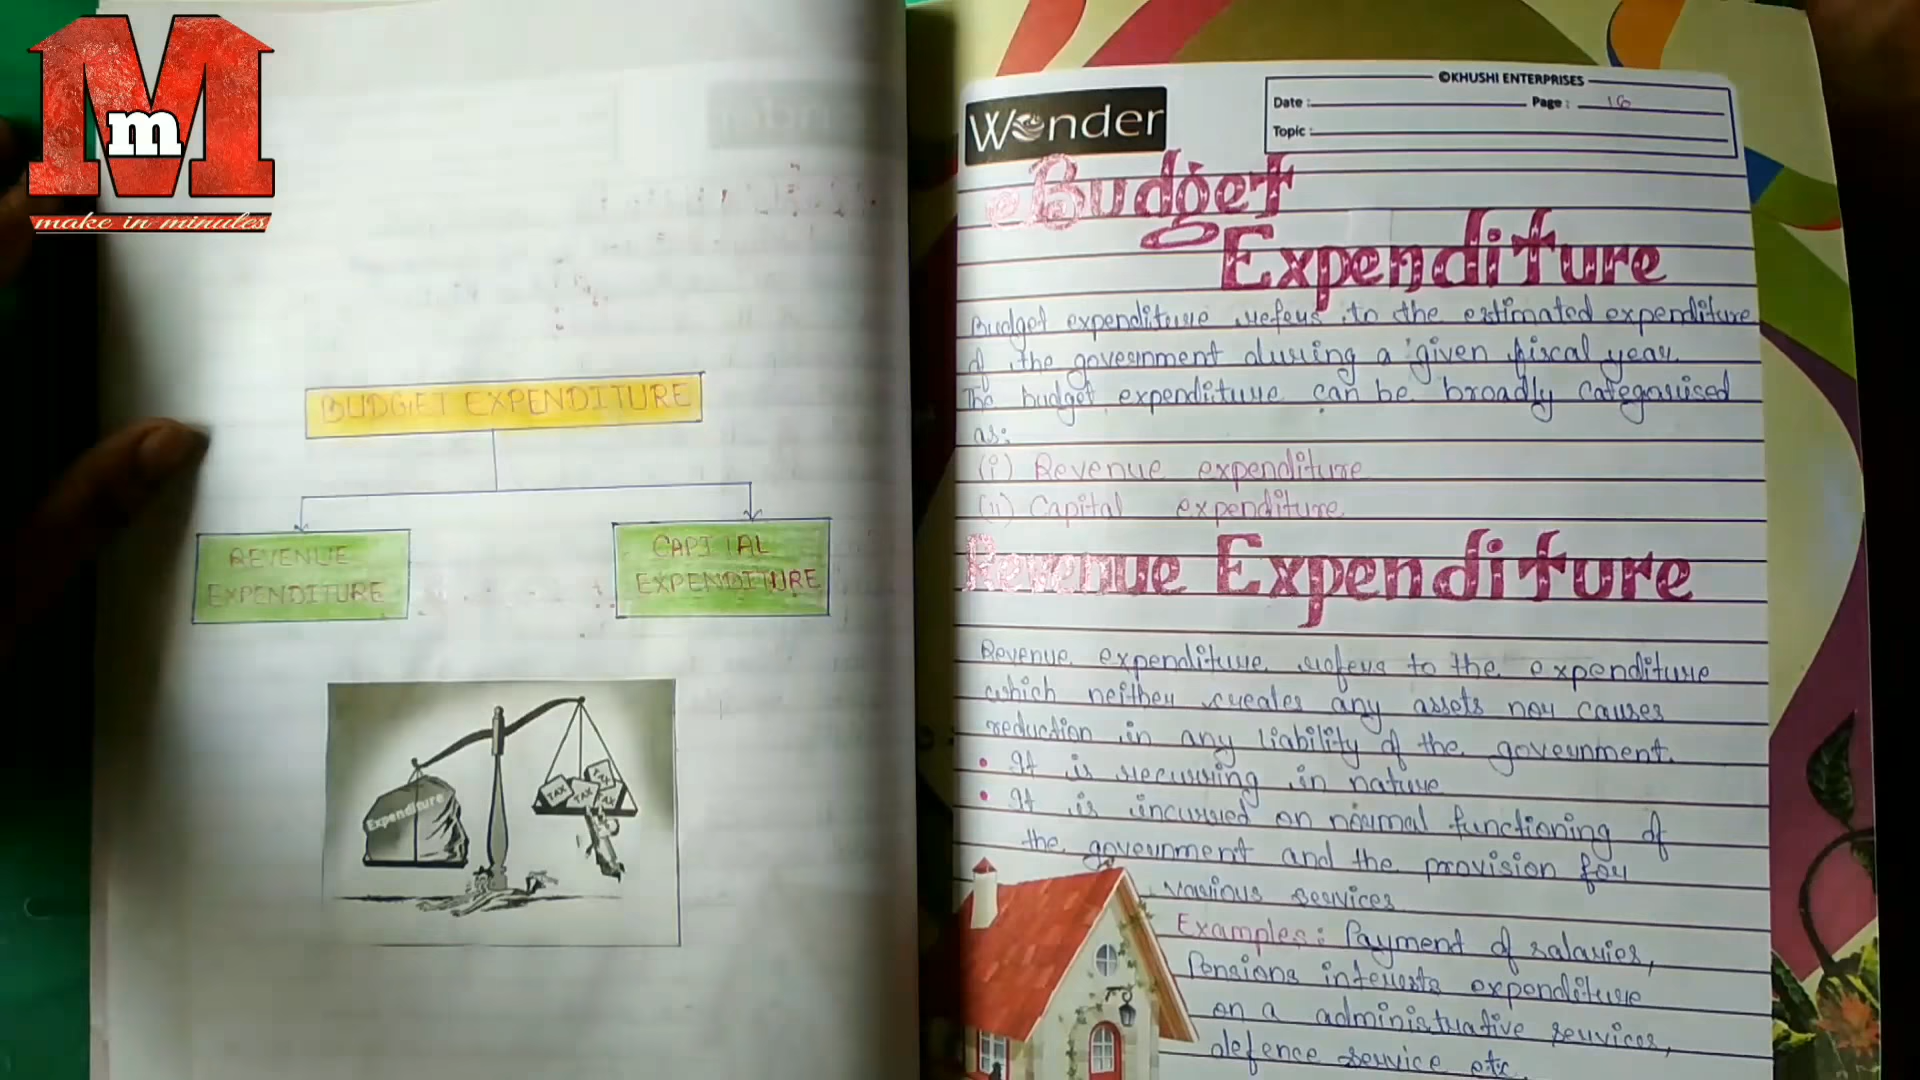 M
m
make in minutes
BUDGET EXPENDITURE
REVENUE
EXPENDITURE
CAPITAL
EXPENDITURE
Expenditure
TAX
TAX
TAX
TAX
©KHUSHI ENTERPRISES
Wonder
Date :
Page :
Topic :
Budget
Expenditure
Budget expenditure refers to the estimated expenditure
of the government during a given fiscal year.
The budget expenditure can be broadly categorised
as:
(i) Revenue expenditure
(ii) Capital expenditure
Revenue Expenditure
Revenue expenditure refers to the expenditure
which neither creates any assets nor causes
reduction in any liability of the government.
• It is recurring in nature
• It is incurred on normal functioning of
the government and the provision for
various services
Examples: Payment of salaries,
Pensions interests expenditure
on a administrative services,
defence service etc.